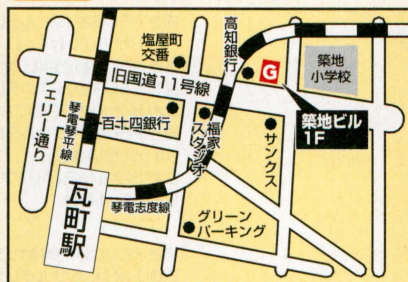 塩屋町
交番
高知銀行
G
築地
小学校
フェリー通り
旧国道11号線
琴電琴平線
百十四銀行
福家
スタジオ
サンクス
築地ビル
1F
瓦町駅
琴電志度線
グリーン
パーキング